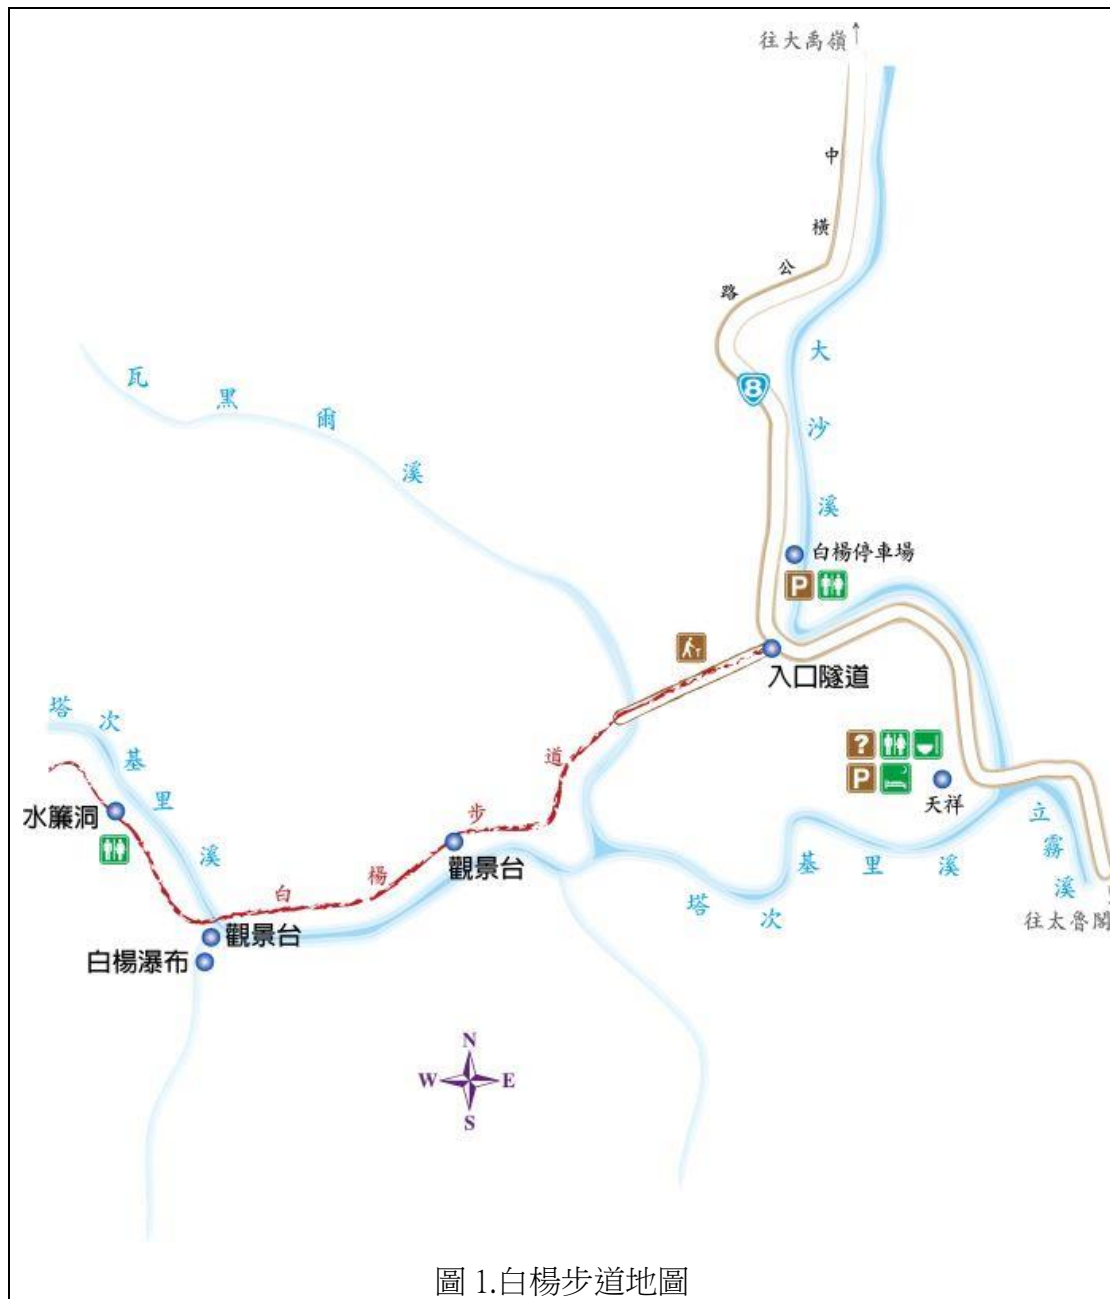 往大禹嶺
中橫公路
8
大沙溪
瓦黑爾溪
白楊停車場
P
入口隧道
塔次基里溪
道
步
水簾洞
觀景台
楊
白
?
P
天祥
立霧溪
塔次基里溪
往太魯閣
觀景台
白楊瀑布
N
W E
S
圖 1.白楊步道地圖